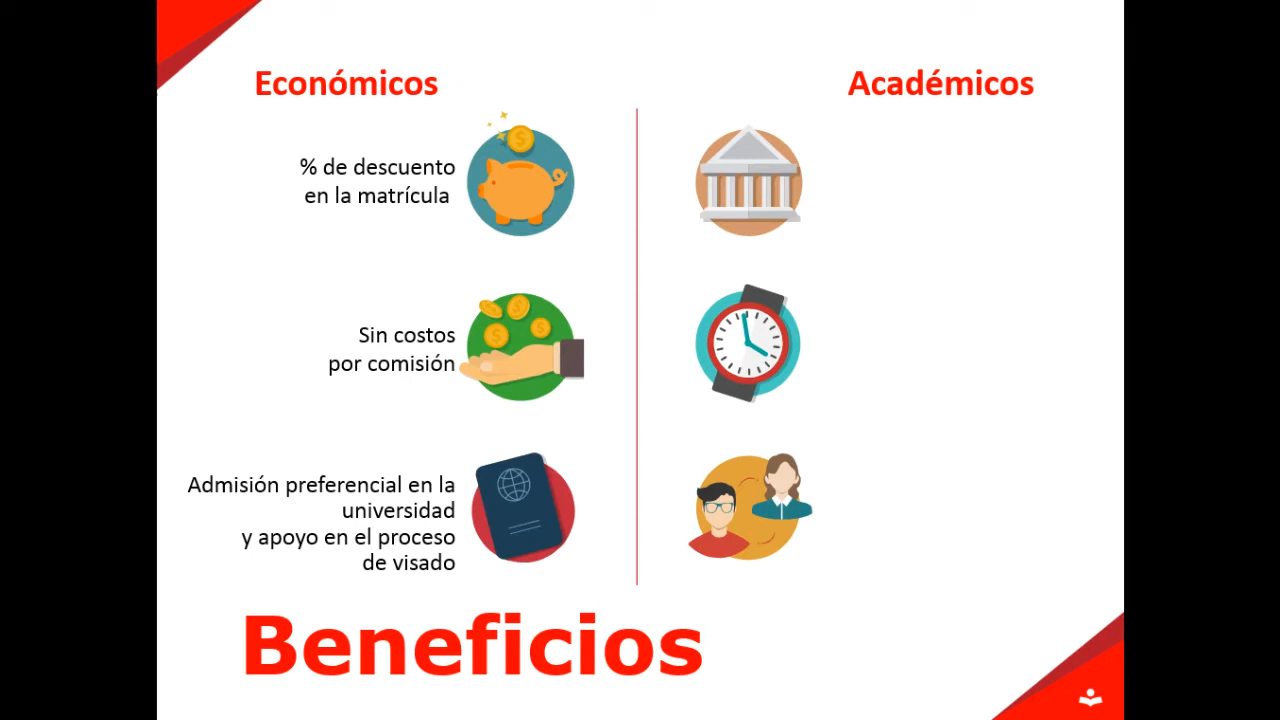 Económicos
% de descuento
en la matrícula
Sin costos
por comisión
Admisión preferencial en la
universidad
y apoyo en el proceso
de visado
Académicos
Beneficios